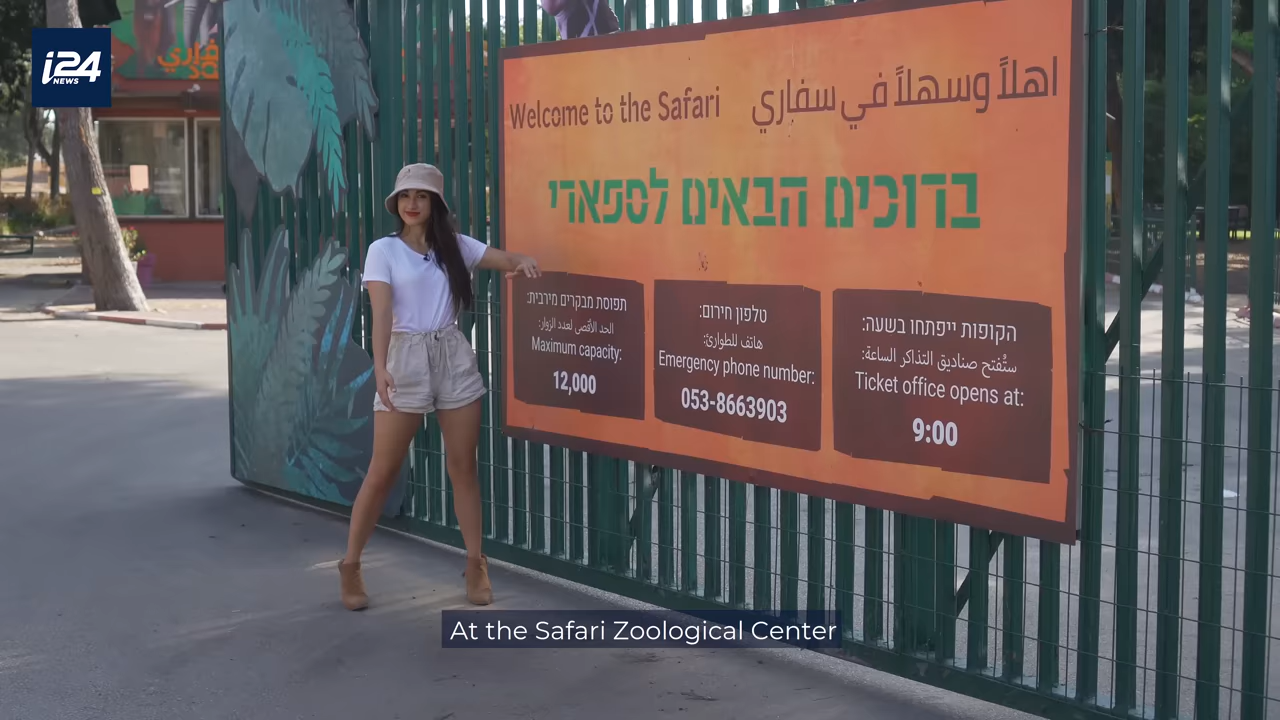 i24
NEWS
سفاري
Welcome to the Safari
اهلاً وسهلاً في سفاري
ברוכים הבאים לספארי
תפוסת מבקרים מירבית:
الحد الأقصى لعدد الزوار:
Maximum capacity:
12,000
טלפון חירום:
هاتف للطوارئ:
Emergency phone number:
053-8663903
הקופות ייפתחו בשעה:
ستُفتح صناديق التذاكر الساعة:
Ticket office opens at:
9:00
At the Safari Zoological Center